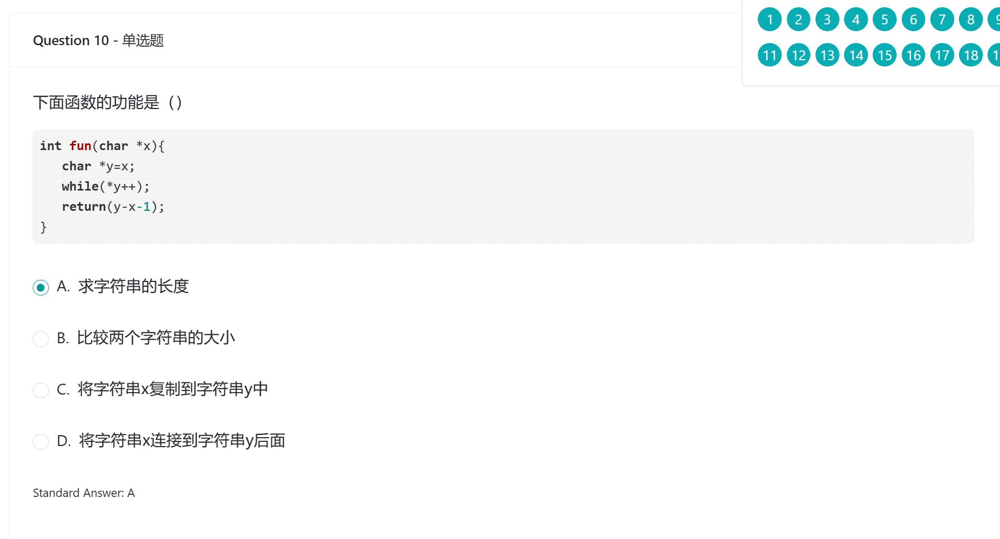 Question 10 - 单选题
1 2 3 4 5 6 7 8
11 12 13 14 15 16 17 18
下面函数的功能是（）
int fun(char *x){
   char *y=x;
   while(*y++);
   return(y-x-1);
}
A. 求字符串的长度
B. 比较两个字符串的大小
C. 将字符串x复制到字符串y中
D. 将字符串x连接到字符串y后面
Standard Answer: A